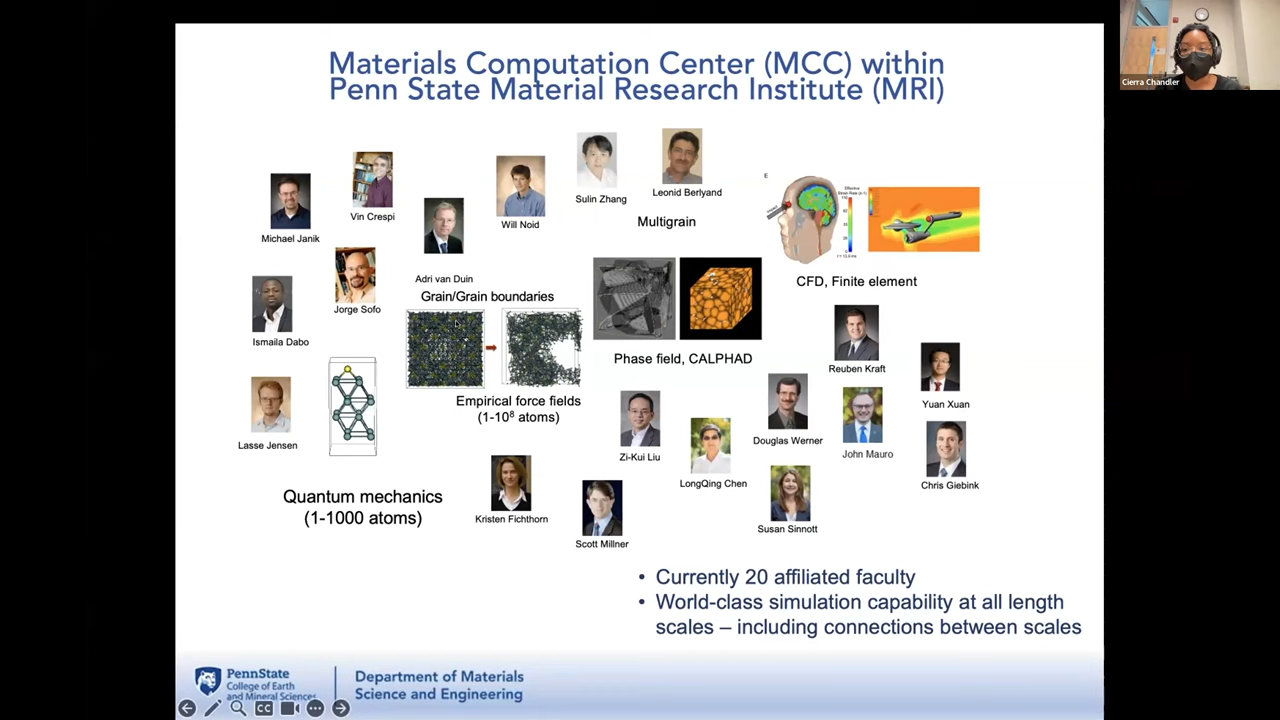 Materials Computation Center (MCC) within
Penn State Material Research Institute (MRI)
Cierra Chandler
Sulin Zhang
Leonid Berlyand
Vin Crespi
Will Noid
Michael Janik
Multigrain
E
Effective
Adri van Duin
CFD, Finite element
Grain/Grain boundaries
Jorge Sofo
Ismaila Dabo
Phase field, CALPHAD
Reuben Kraft
Empirical force fields
(1-10⁸ atoms)
Yuan Xuan
Lasse Jensen
Zi-Kui Liu
Douglas Werner
John Mauro
LongQing Chen
Chris Giebink
Quantum mechanics
(1-1000 atoms)
Kristen Fichthorn
Scott Millner
Susan Sinnott
• Currently 20 affiliated faculty
• World-class simulation capability at all length
scales – including connections between scales
PennState
College of Earth
and Mineral Sciences
Department of Materials
Science and Engineering
CC